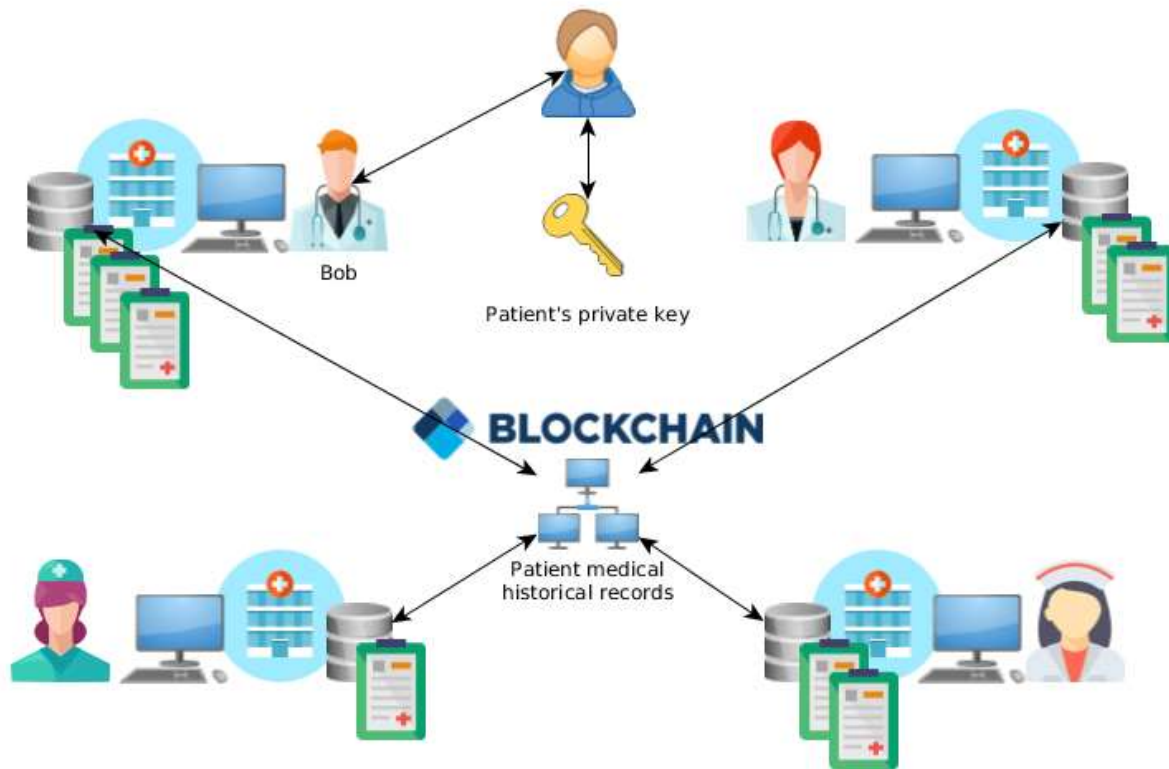 Bob
Patient's private key
BLOCKCHAIN
Patient medical
historical records